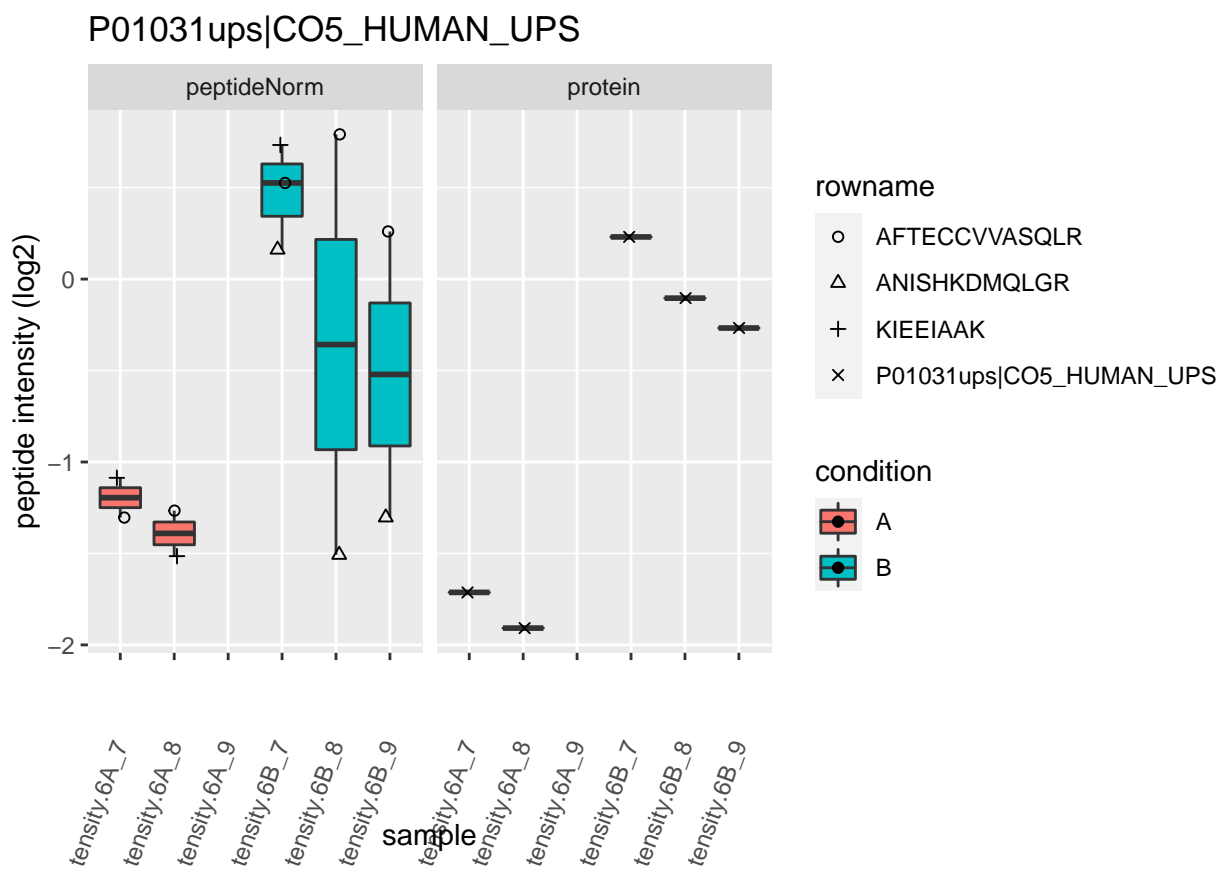 P01031ups|CO5_HUMAN_UPS
peptideNorm
protein
peptide intensity (log2)
0
−1
−2
tensity.6A_7
tensity.6A_8
tensity.6A_9
tensity.6B_7
tensity.6B_8
tensity.6B_9
tensity.6A_7
tensity.6A_8
tensity.6A_9
tensity.6B_7
tensity.6B_8
tensity.6B_9
sample
rowname
AFTECCVVASQLR
ANISHKDMQLGR
KIEEIAAK
P01031ups|CO5_HUMAN_UPS
condition
A
B